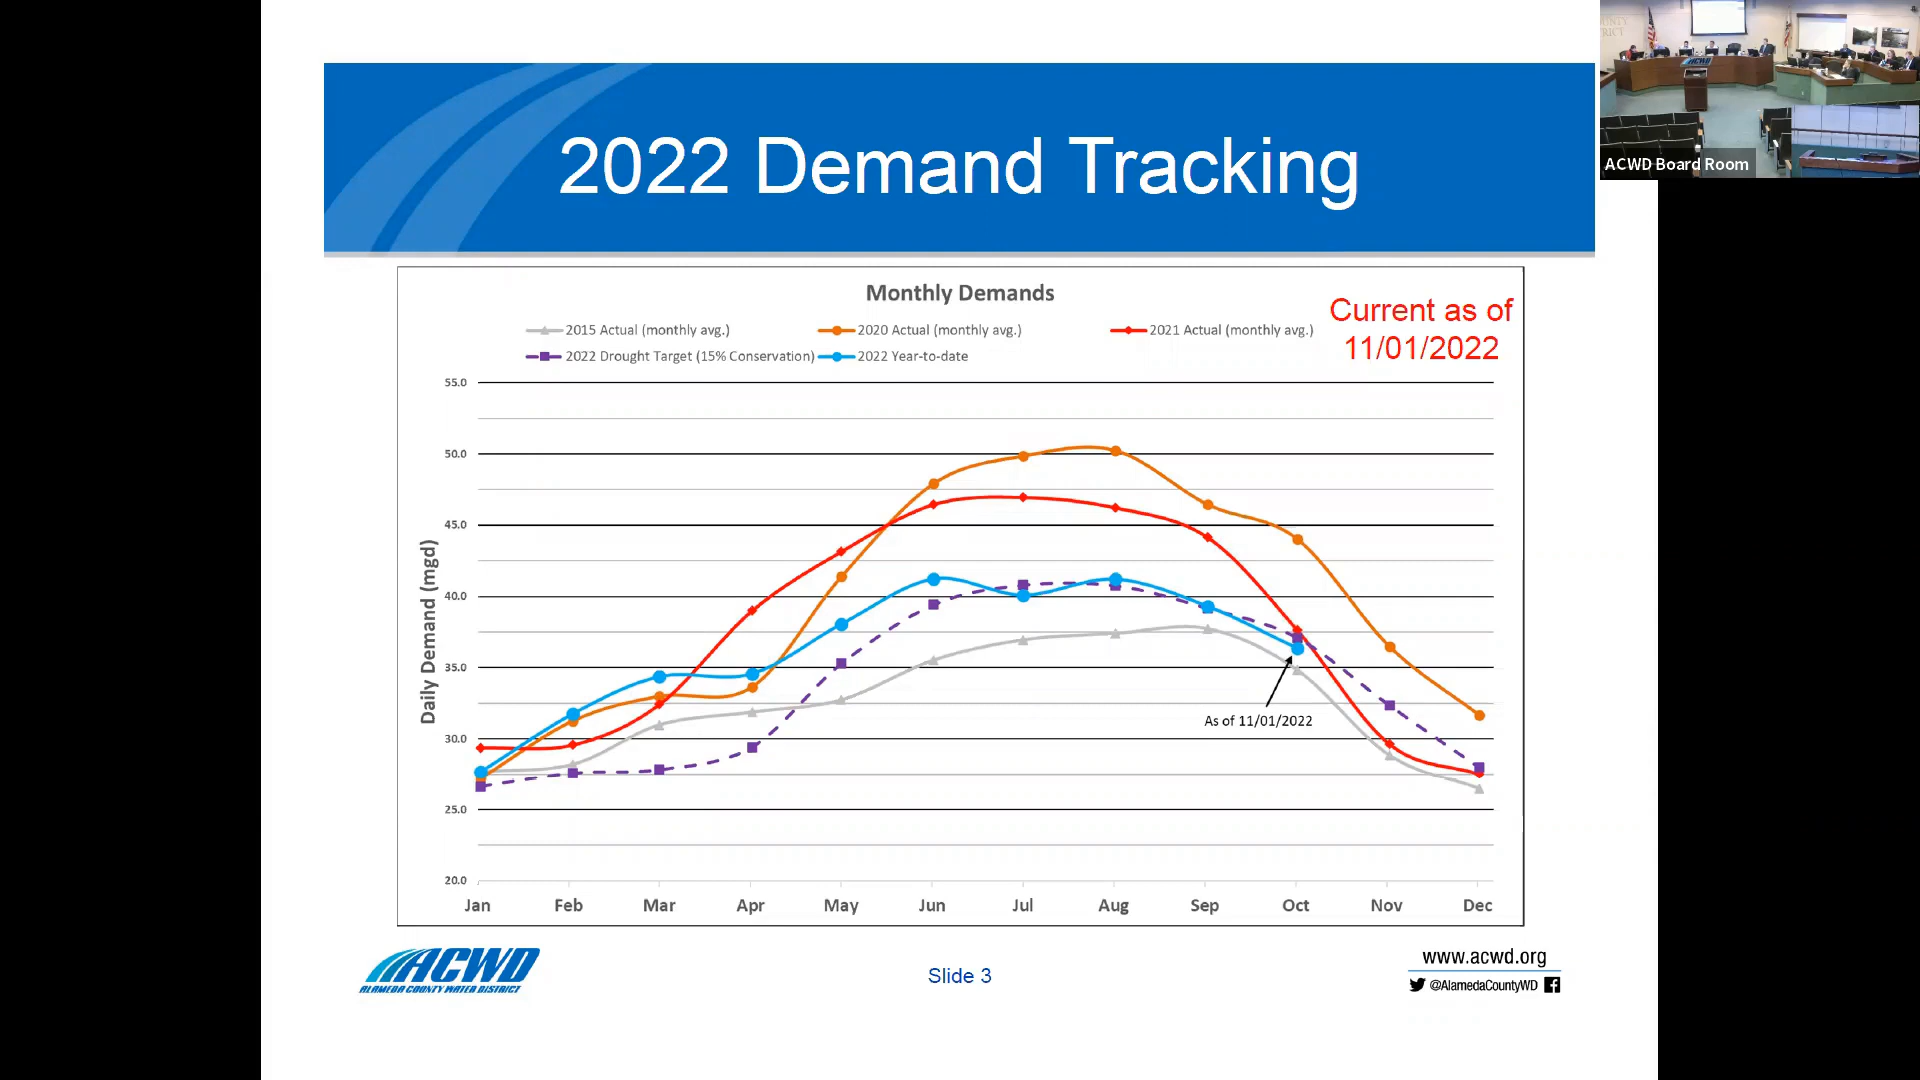 2022 Demand Tracking
ACWD Board Room
Monthly Demands
Current as of
11/01/2022
2015 Actual (monthly avg.)
2020 Actual (monthly avg.)
2021 Actual (monthly avg.)
2022 Drought Target (15% Conservation)
2022 Year-to-date
Daily Demand (mgd)
55.0
50.0
45.0
40.0
35.0
30.0
25.0
20.0
As of 11/01/2022
Jan Feb Mar Apr May Jun Jul Aug Sep Oct Nov Dec
ACWD
ALAMEDA COUNTY WATER DISTRICT
Slide 3
www.acwd.org
@AlamedaCountyWD